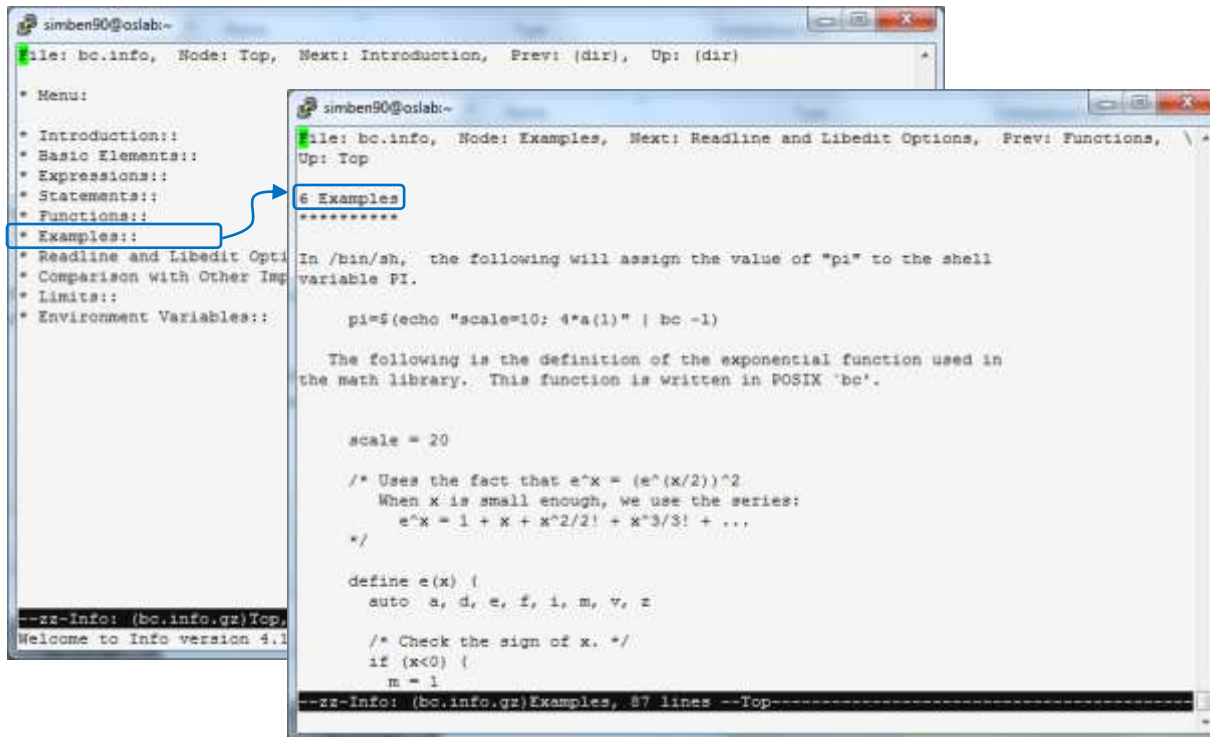 simben90@oslab:~
File: bc.info, Node: Top, Next: Introduction, Prev: (dir), Up: (dir)
* Menu:
* Introduction::
* Basic Elements::
* Expressions::
* Statements::
* Functions::
* Examples::
* Readline and Libedit Opti
* Comparison with Other Imp
* Limits::
* Environment Variables::
--zz-Info: (bc.info.gz)Top,
Welcome to Info version 4.1
simben90@oslab:~
File: bc.info, Node: Examples, Next: Readline and Libedit Options, Prev: Functions, \
Up: Top
6 Examples
**********
In /bin/sh, the following will assign the value of "pi" to the shell
variable PI.
pi=$(echo "scale=10; 4*a(1)" | bc -l)
The following is the definition of the exponential function used in
the math library. This function is written in POSIX `bc'.
scale = 20
/* Uses the fact that e^x = (e^(x/2))^2
When x is small enough, we use the series:
e^x = 1 + x + x^2/2! + x^3/3! + ...
*/
define e(x) {
auto a, d, e, f, i, m, v, z
/* Check the sign of x. */
if (x<0) {
m = 1
--zz-Info: (bc.info.gz)Examples, 87 lines --Top--------------------------------------------